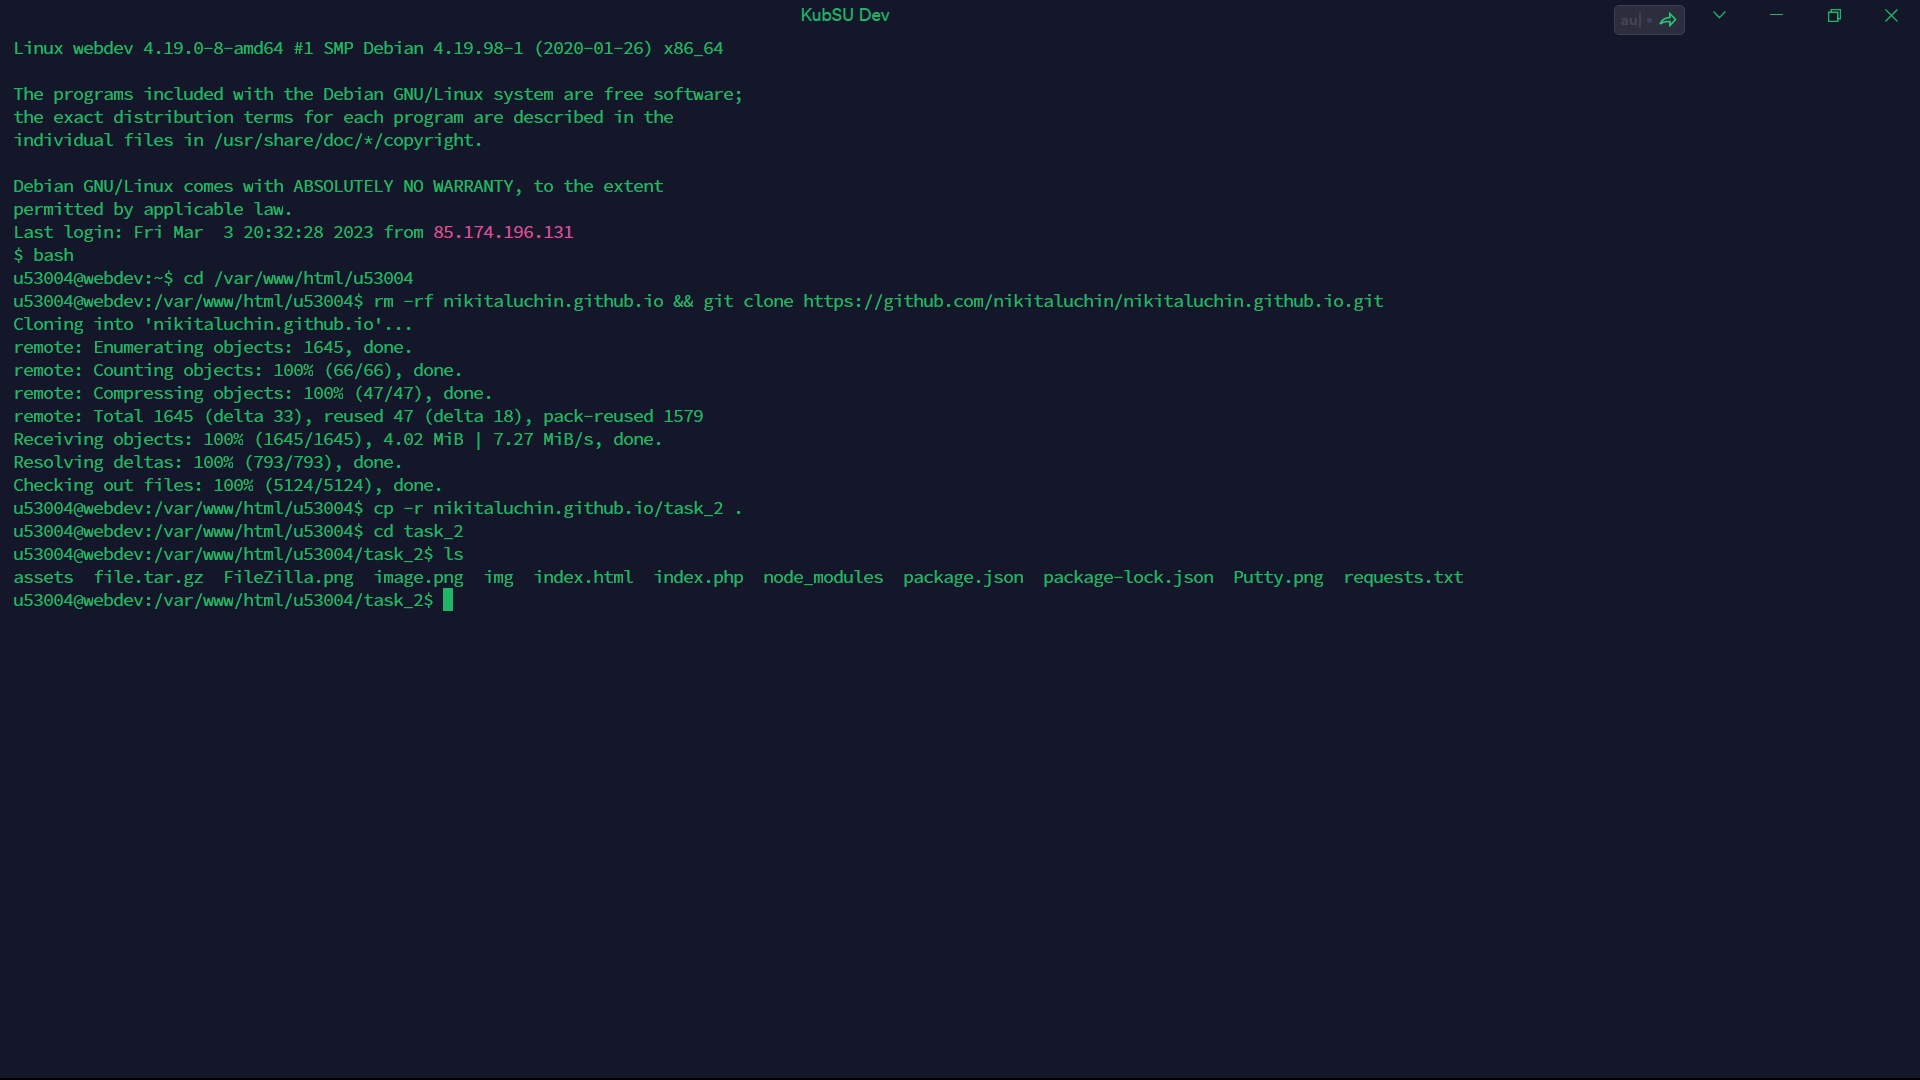 KubSU Dev
au|
Linux webdev 4.19.0-8-amd64 #1 SMP Debian 4.19.98-1 (2020-01-26) x86_64
The programs included with the Debian GNU/Linux system are free software;
the exact distribution terms for each program are described in the
individual files in /usr/share/doc/*/copyright.
Debian GNU/Linux comes with ABSOLUTELY NO WARRANTY, to the extent
permitted by applicable law.
Last login: Fri Mar  3 20:32:28 2023 from 85.174.196.131
$ bash
u53004@webdev:~$ cd /var/www/html/u53004
u53004@webdev:/var/www/html/u53004$ rm -rf nikitaluchin.github.io && git clone https://github.com/nikitaluchin/nikitaluchin.github.io.git
Cloning into 'nikitaluchin.github.io'...
remote: Enumerating objects: 1645, done.
remote: Counting objects: 100% (66/66), done.
remote: Compressing objects: 100% (47/47), done.
remote: Total 1645 (delta 33), reused 47 (delta 18), pack-reused 1579
Receiving objects: 100% (1645/1645), 4.02 MiB | 7.27 MiB/s, done.
Resolving deltas: 100% (793/793), done.
Checking out files: 100% (5124/5124), done.
u53004@webdev:/var/www/html/u53004$ cp -r nikitaluchin.github.io/task_2 .
u53004@webdev:/var/www/html/u53004$ cd task_2
u53004@webdev:/var/www/html/u53004/task_2$ ls
assets  file.tar.gz  FileZilla.png  image.png  img  index.html  index.php  node_modules  package.json  package-lock.json  Putty.png  requests.txt
u53004@webdev:/var/www/html/u53004/task_2$